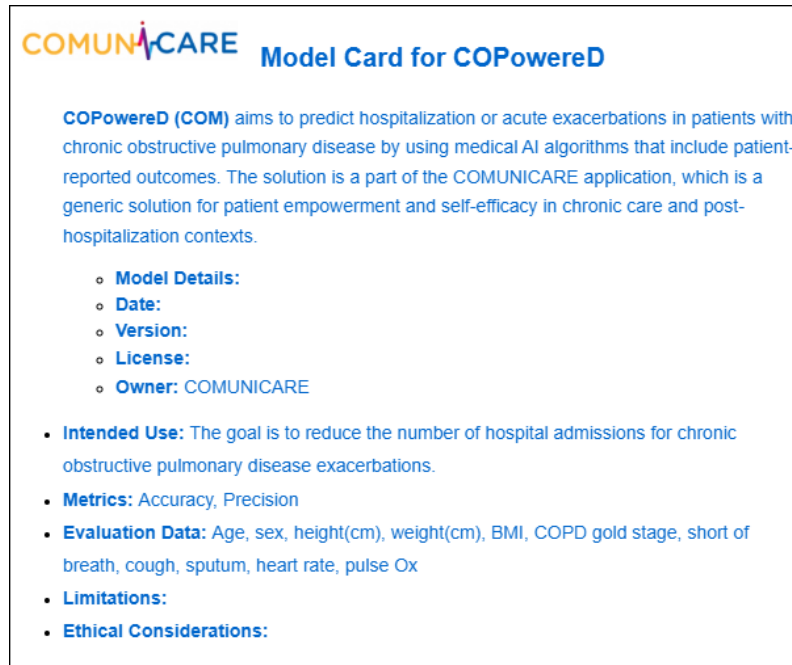 COMUNICARE Model Card for COPowereD
COPowereD (COM) aims to predict hospitalization or acute exacerbations in patients with
chronic obstructive pulmonary disease by using medical AI algorithms that include patient-
reported outcomes. The solution is a part of the COMUNICARE application, which is a
generic solution for patient empowerment and self-efficacy in chronic care and post-
hospitalization contexts.
Model Details:
Date:
Version:
License:
Owner: COMUNICARE
Intended Use: The goal is to reduce the number of hospital admissions for chronic
obstructive pulmonary disease exacerbations.
Metrics: Accuracy, Precision
Evaluation Data: Age, sex, height(cm), weight(cm), BMI, COPD gold stage, short of
breath, cough, sputum, heart rate, pulse Ox
Limitations:
Ethical Considerations: